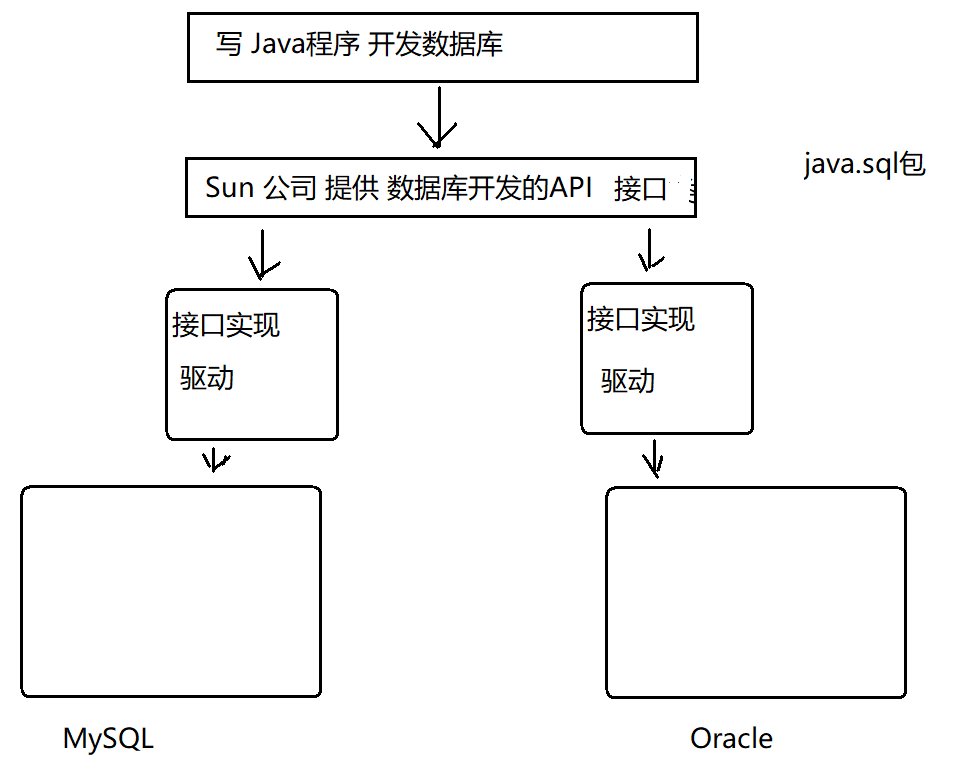 写 Java程序 开发数据库
Sun 公司 提供 数据库开发的API 接口
java.sql包
接口实现
驱动
接口实现
驱动
MySQL
Oracle